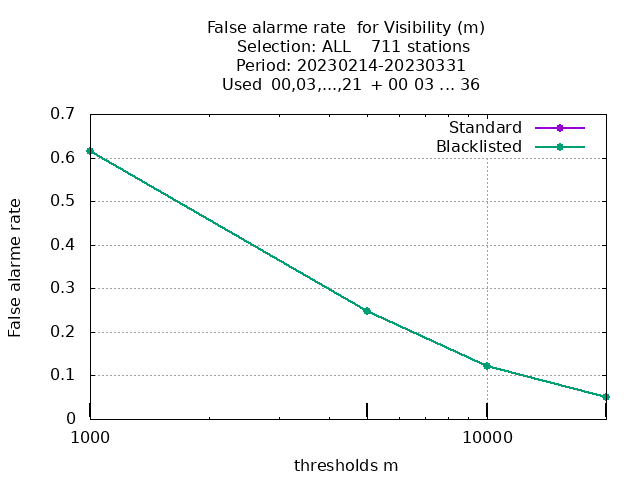 False alarme rate  for Visibility (m)
Selection: ALL    711 stations
Period: 20230214-20230331
Used  00,03,...,21  + 00 03 ... 36
Standard
Blacklisted
0.7
0.6
0.5
0.4
0.3
0.2
0.1
0
False alarme rate
1000
10000
thresholds m